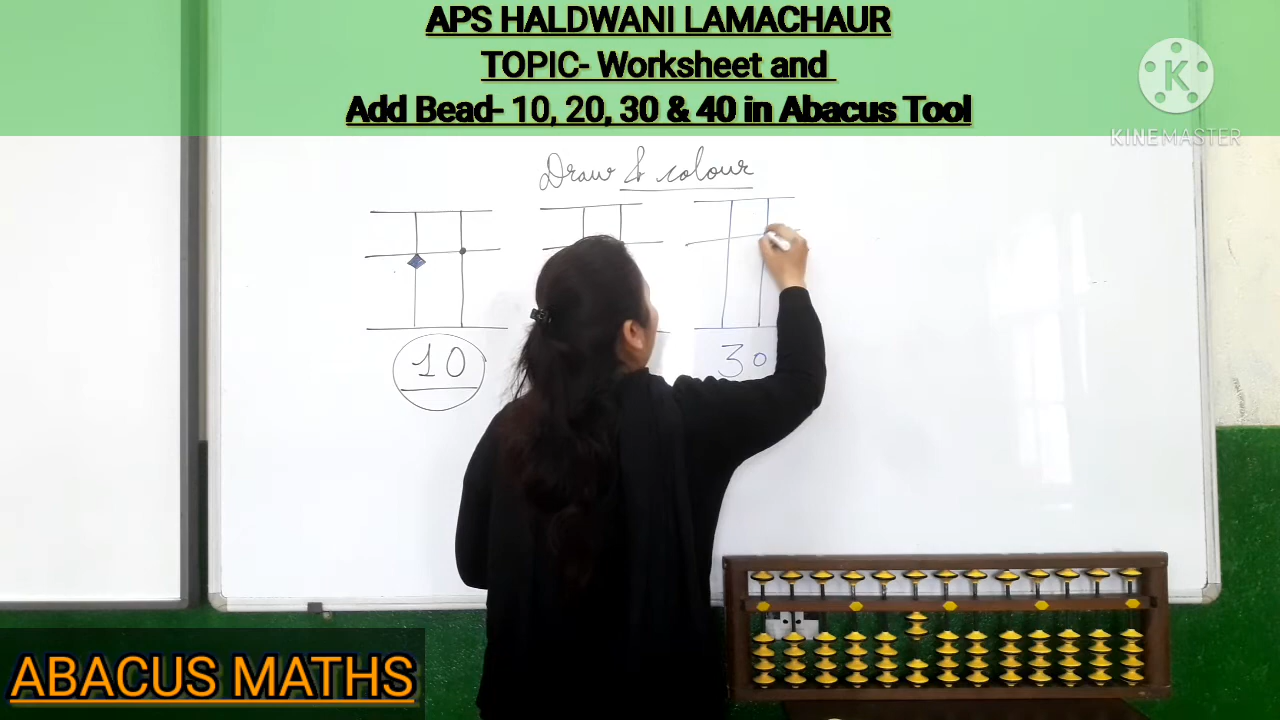 APS HALDWANI LAMACHAUR
TOPIC- Worksheet and
Add Bead- 10, 20, 30 & 40 in Abacus Tool
K
KINEMASTER
Draw & colour
10
30
ABACUS MATHS